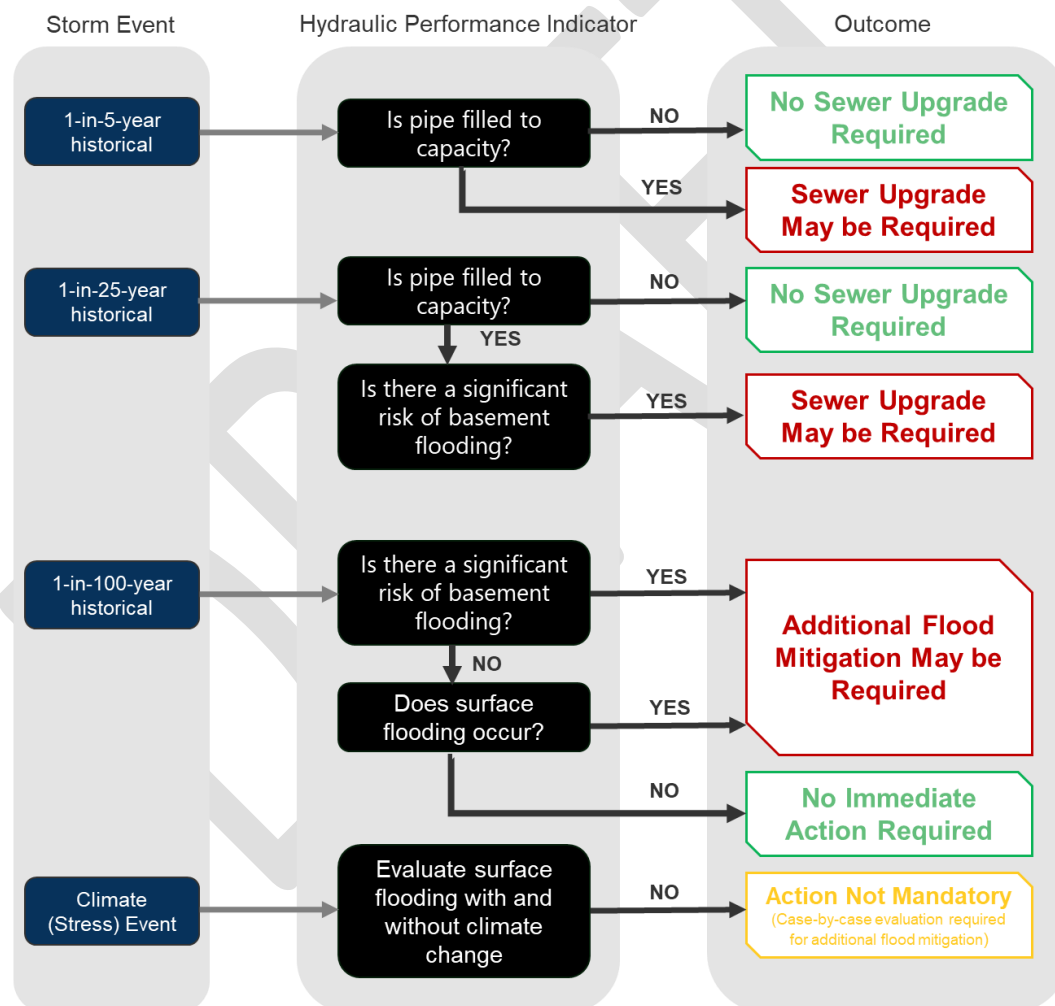 Storm Event
Hydraulic Performance Indicator
Outcome
1-in-5-year
historical
Is pipe filled to
capacity?
NO
No Sewer Upgrade
Required
YES
Sewer Upgrade
May be Required
1-in-25-year
historical
Is pipe filled to
capacity?
NO
No Sewer Upgrade
Required
YES
Is there a significant
risk of basement
flooding?
YES
Sewer Upgrade
May be Required
1-in-100-year
historical
Is there a significant
risk of basement
flooding?
YES
Additional Flood
Mitigation May be
Required
NO
Does surface
flooding occur?
YES
NO
No Immediate
Action Required
Climate
(Stress) Event
Evaluate surface
flooding with and
without climate
change
NO
Action Not Mandatory
(Case-by-case evaluation required
for additional flood mitigation)